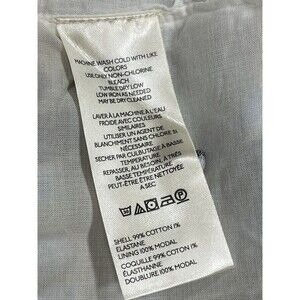 MACHINE WASH COLD WITH LIKE
COLORS
USE ONLY NON-CHLORINE
BLEACH
TUMBLE DRY LOW
LOW IRON AS NEEDED
MAY BE DRY CLEANED
LAVER À LA MACHINE À L'EAU
FROIDE AVEC COULEURS
SIMILAIRES
UTILISER UN AGENT DE
BLANCHIMENT SANS CHLORE SI
NÉCESSAIRE
SÉCHER PAR CULBUTAGE À BASSE
TEMPÉRATURE
REPASSER, AU BESOIN, À TRÈS
BASSE TEMPÉRATURE
PEUT-ÊTRE ÊTRE NETTOYÉE
A SEC
SHELL 99% COTTON 1%
ELASTANE
LINING 100% MODAL
COQUILLE 99% COTON 1%
ÉLASTHANNE
DOUBLURE 100% MODAL